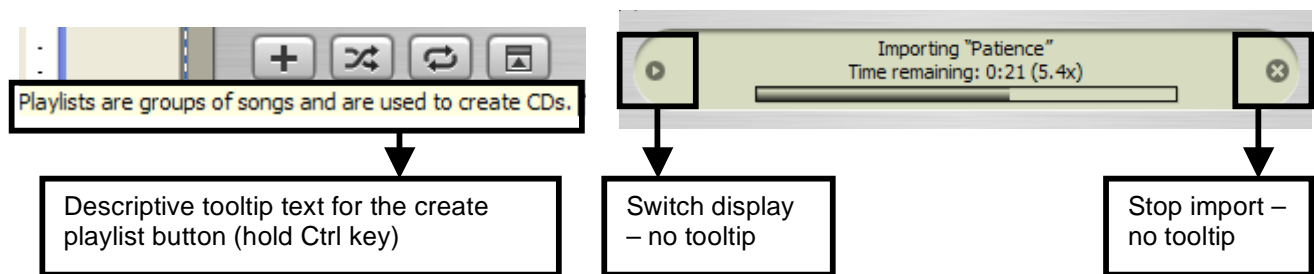 Playlists are groups of songs and are used to create CDs.
Importing “Patience”
Time remaining: 0:21 (5.4x)
Descriptive tooltip text for the create
playlist button (hold Ctrl key)
Switch display
– no tooltip
Stop import –
no tooltip